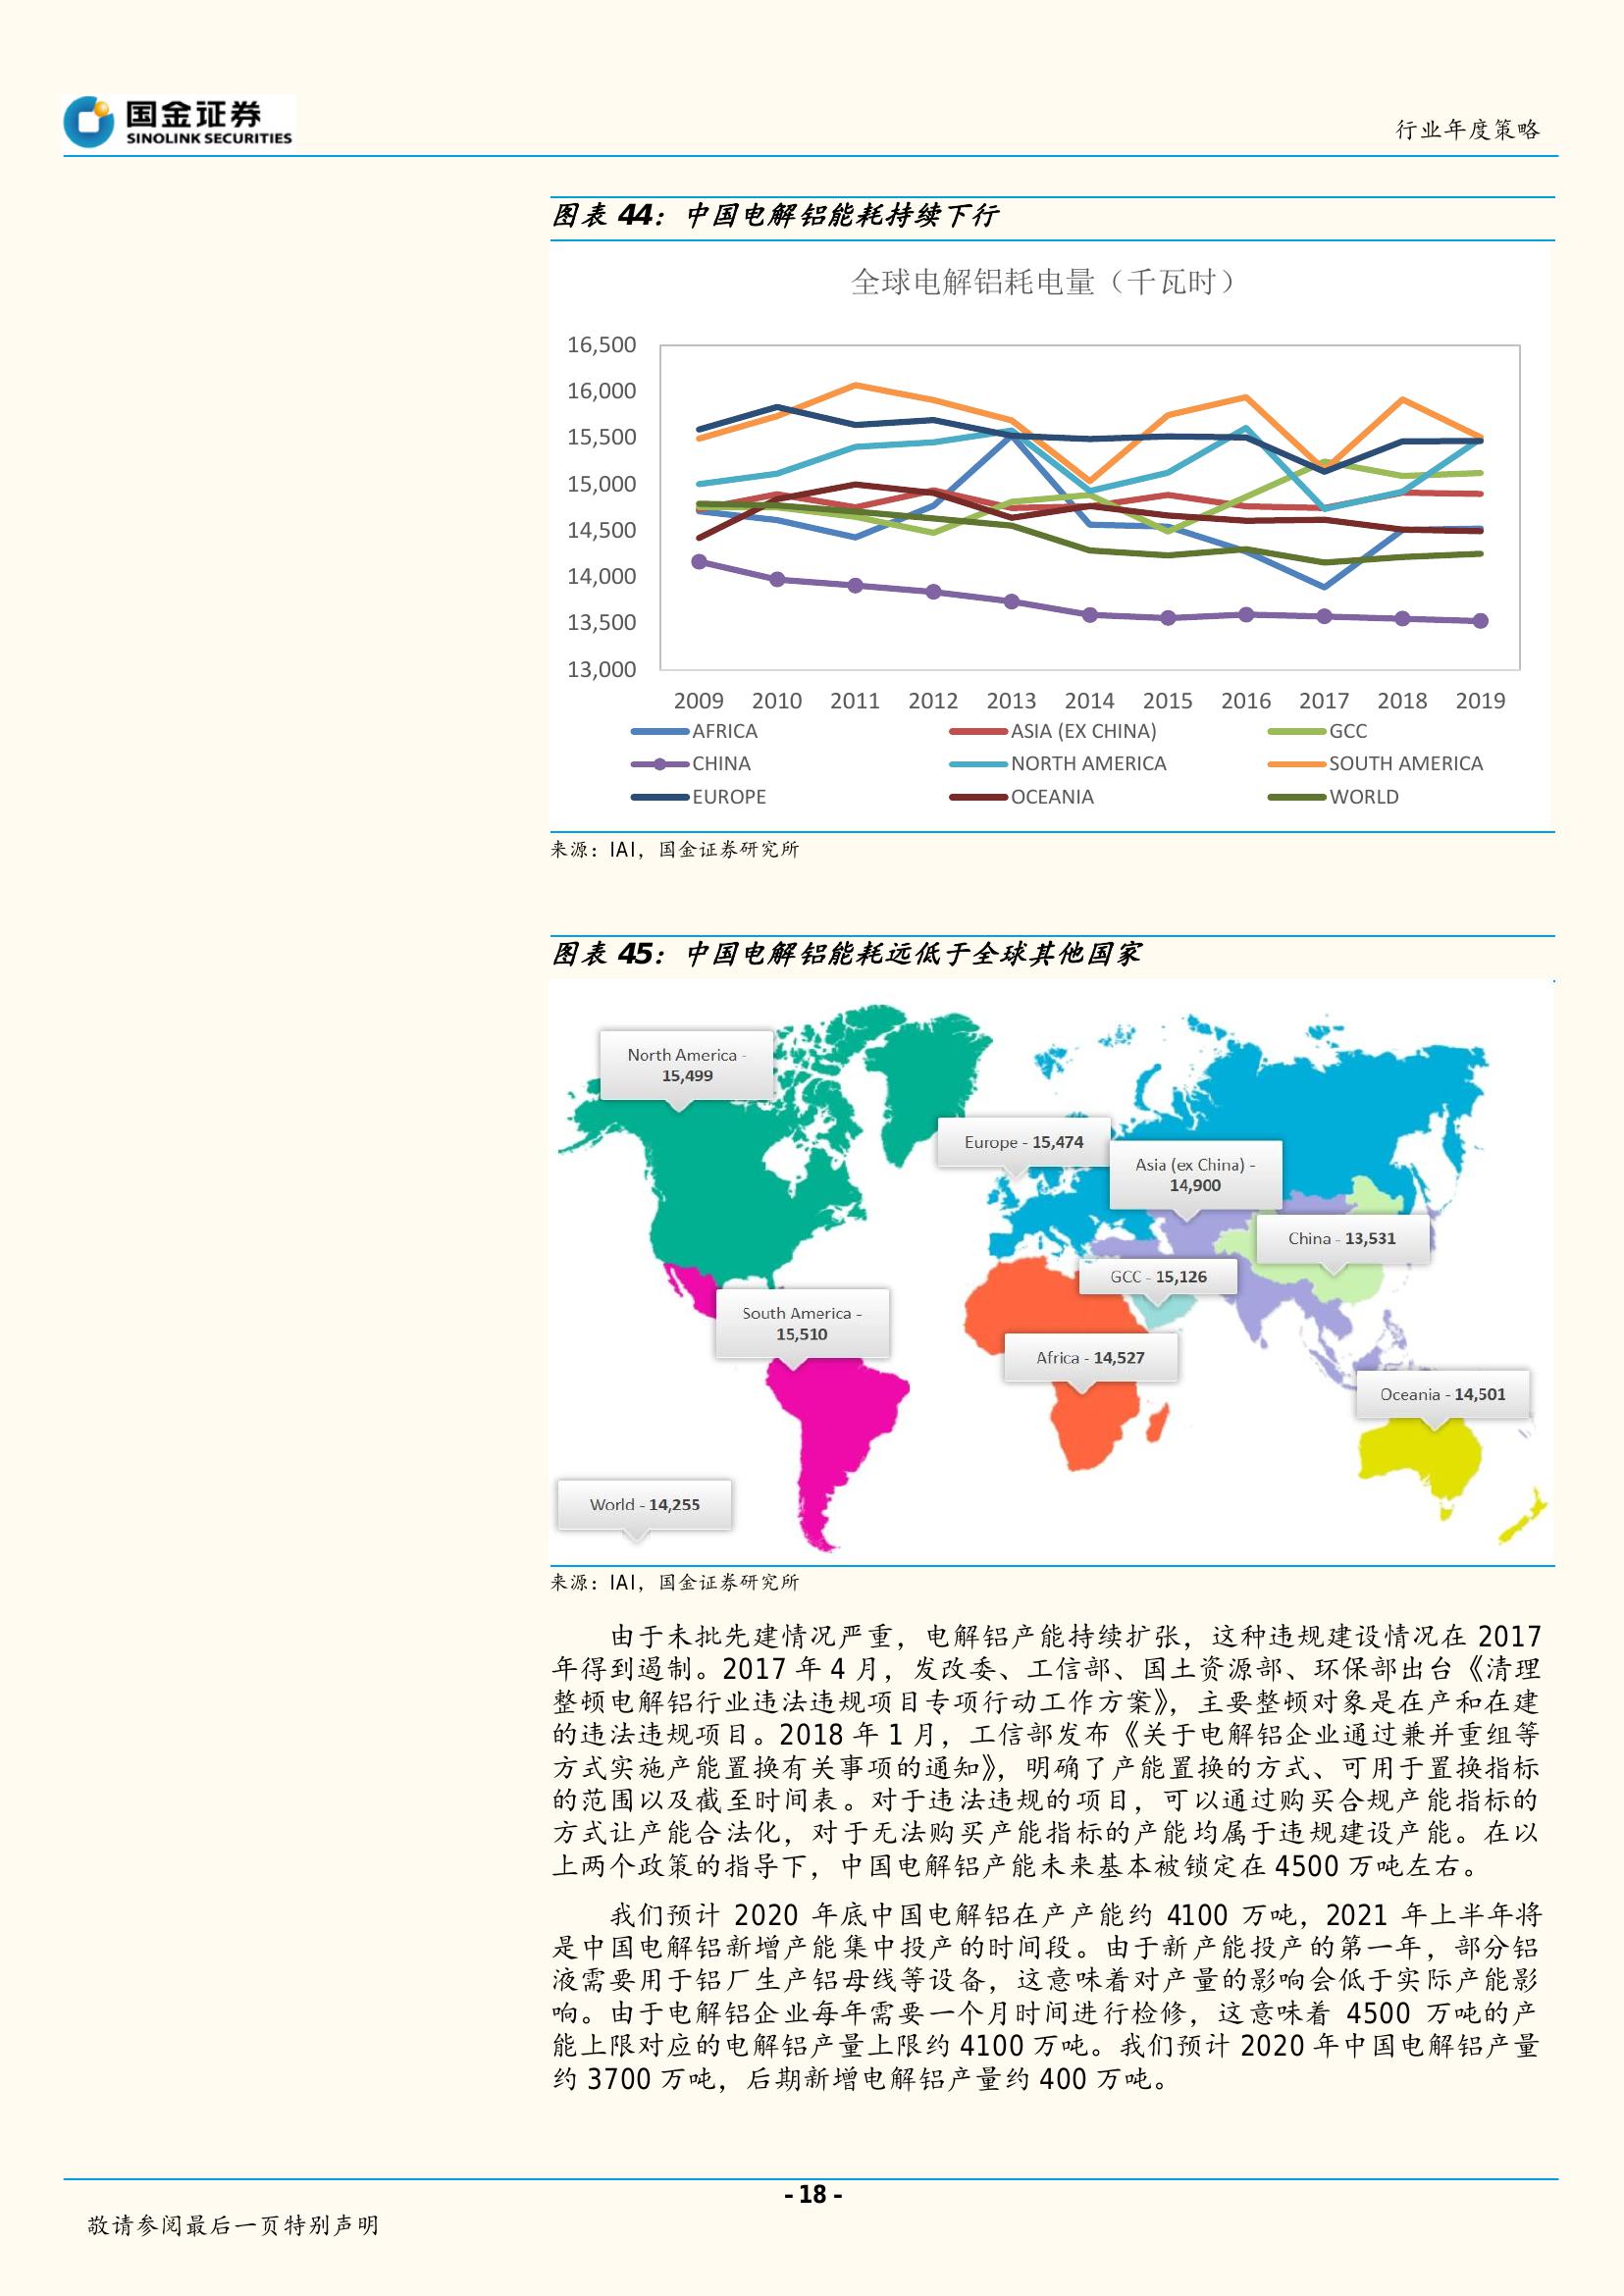 国金证券
SINOLINK SECURITIES
行业年度策略
图表 44：中国电解铝能耗持续下行
全球电解铝耗电量（千瓦时）
16,500
16,000
15,500
15,000
14,500
14,000
13,500
13,000
2009 2010 2011 2012 2013 2014 2015 2016 2017 2018 2019
AFRICA ASIA (EX CHINA) GCC
CHINA NORTH AMERICA SOUTH AMERICA
EUROPE OCEANIA WORLD
来源：IAI，国金证券研究所
图表 45：中国电解铝能耗远低于全球其他国家
North America -
15,499
Europe - 15,474
Asia (ex China) -
14,900
China - 13,531
GCC - 15,126
South America -
15,510
Africa - 14,527
Oceania - 14,501
World - 14,255
来源：IAI，国金证券研究所
由于未批先建情况严重，电解铝产能持续扩张，这种违规建设情况在 2017
年得到遏制。2017 年 4 月，发改委、工信部、国土资源部、环保部出台《清理
整顿电解铝行业违法违规项目专项行动工作方案》，主要整顿对象是在产和在建
的违法违规项目。2018 年 1 月，工信部发布《关于电解铝企业通过兼并重组等
方式实施产能置换有关事项的通知》，明确了产能置换的方式、可用于置换指标
的范围以及截至时间表。对于违法违规的项目，可以通过购买合规产能指标的
方式让产能合法化，对于无法购买产能指标的产能均属于违规建设产能。在以
上两个政策的指导下，中国电解铝产能未来基本被锁定在 4500 万吨左右。
我们预计 2020 年底中国电解铝在产产能约 4100 万吨，2021 年上半年将
是中国电解铝新增产能集中投产的时间段。由于新产能投产的第一年，部分铝
液需要用于铝厂生产铝母线等设备，这意味着对产量的影响会低于实际产能影
响。由于电解铝企业每年需要一个月时间进行检修，这意味着 4500 万吨的产
能上限对应的电解铝产量上限约 4100 万吨。我们预计 2020 年中国电解铝产量
约 3700 万吨，后期新增电解铝产量约 400 万吨。
- 18 -
敬请参阅最后一页特别声明